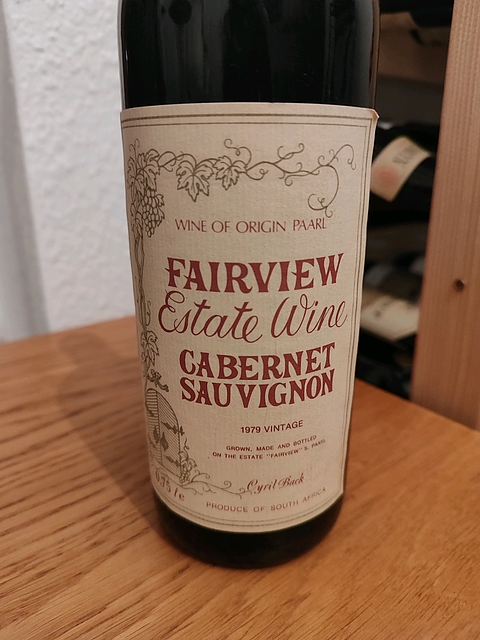 WINE OF ORIGIN PAARL
FAIRVIEW
Estate Wine
CABERNET
SAUVIGNON
1979 VINTAGE
GROWN, MADE AND BOTTLED
ON THE ESTATE "FAIRVIEW" S. PAARL
Cyril Back
PRODUCE OF SOUTH AFRICA